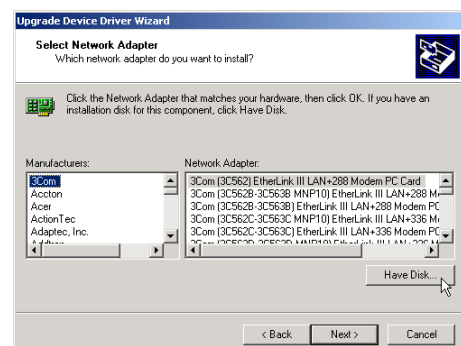 Upgrade Device Driver Wizard
Select Network Adapter
Which network adapter do you want to install?
Click the Network Adapter that matches your hardware, then click OK. If you have an
installation disk for this component, click Have Disk.
Manufacturers:
Network Adapter:
3Com
Accton
Acer
ActionTec
Adaptec, Inc.
3Com (3C562) EtherLink III LAN+288 Modem PC Card
3Com (3C562B-3C563B MNP10) EtherLink III LAN+288 M
3Com (3C562B-3C563B) EtherLink III LAN+288 Modem PC
3Com (3C562C-3C563C MNP10) EtherLink III LAN+336 M
3Com (3C562C-3C563C) EtherLink III LAN+336 Modem PC
Have Disk...
< Back
Next >
Cancel